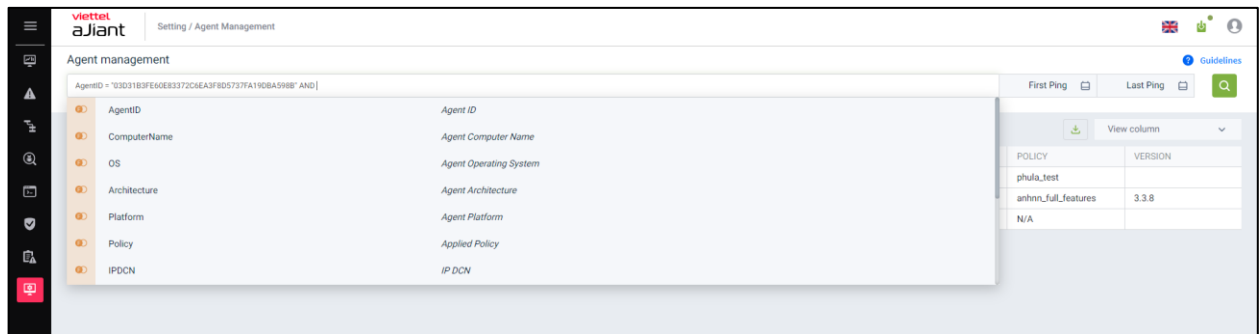 viettel
aJiant
Setting / Agent Management
Agent management
Guidelines
AgentID = "03D31B3FE60E83372C6EA3F8D5737FA19DBA598B" AND
First Ping
Last Ping
AgentID Agent ID
ComputerName Agent Computer Name
View column
OS Agent Operating System
POLICY VERSION
phula_test
Architecture Agent Architecture
anhnn_full_features 3.3.8
Platform Agent Platform
N/A
Policy Applied Policy
IPDCN IP DCN